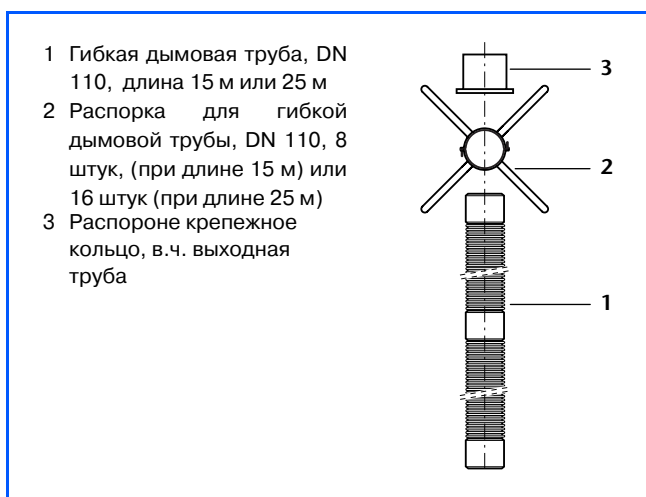 1 Гибкая дымовая труба, DN
110, длина 15 м или 25 м
2 Распорка для гибкой
дымовой трубы, DN 110, 8
штук, (при длине 15 м) или
16 штук (при длине 25 м)
3 Распороне крепежное
кольцо, в.ч. выходная
труба
3
2
1